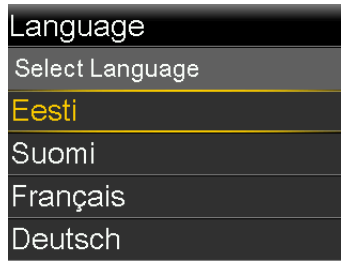 Language
Select Language
Eesti
Suomi
Français
Deutsch